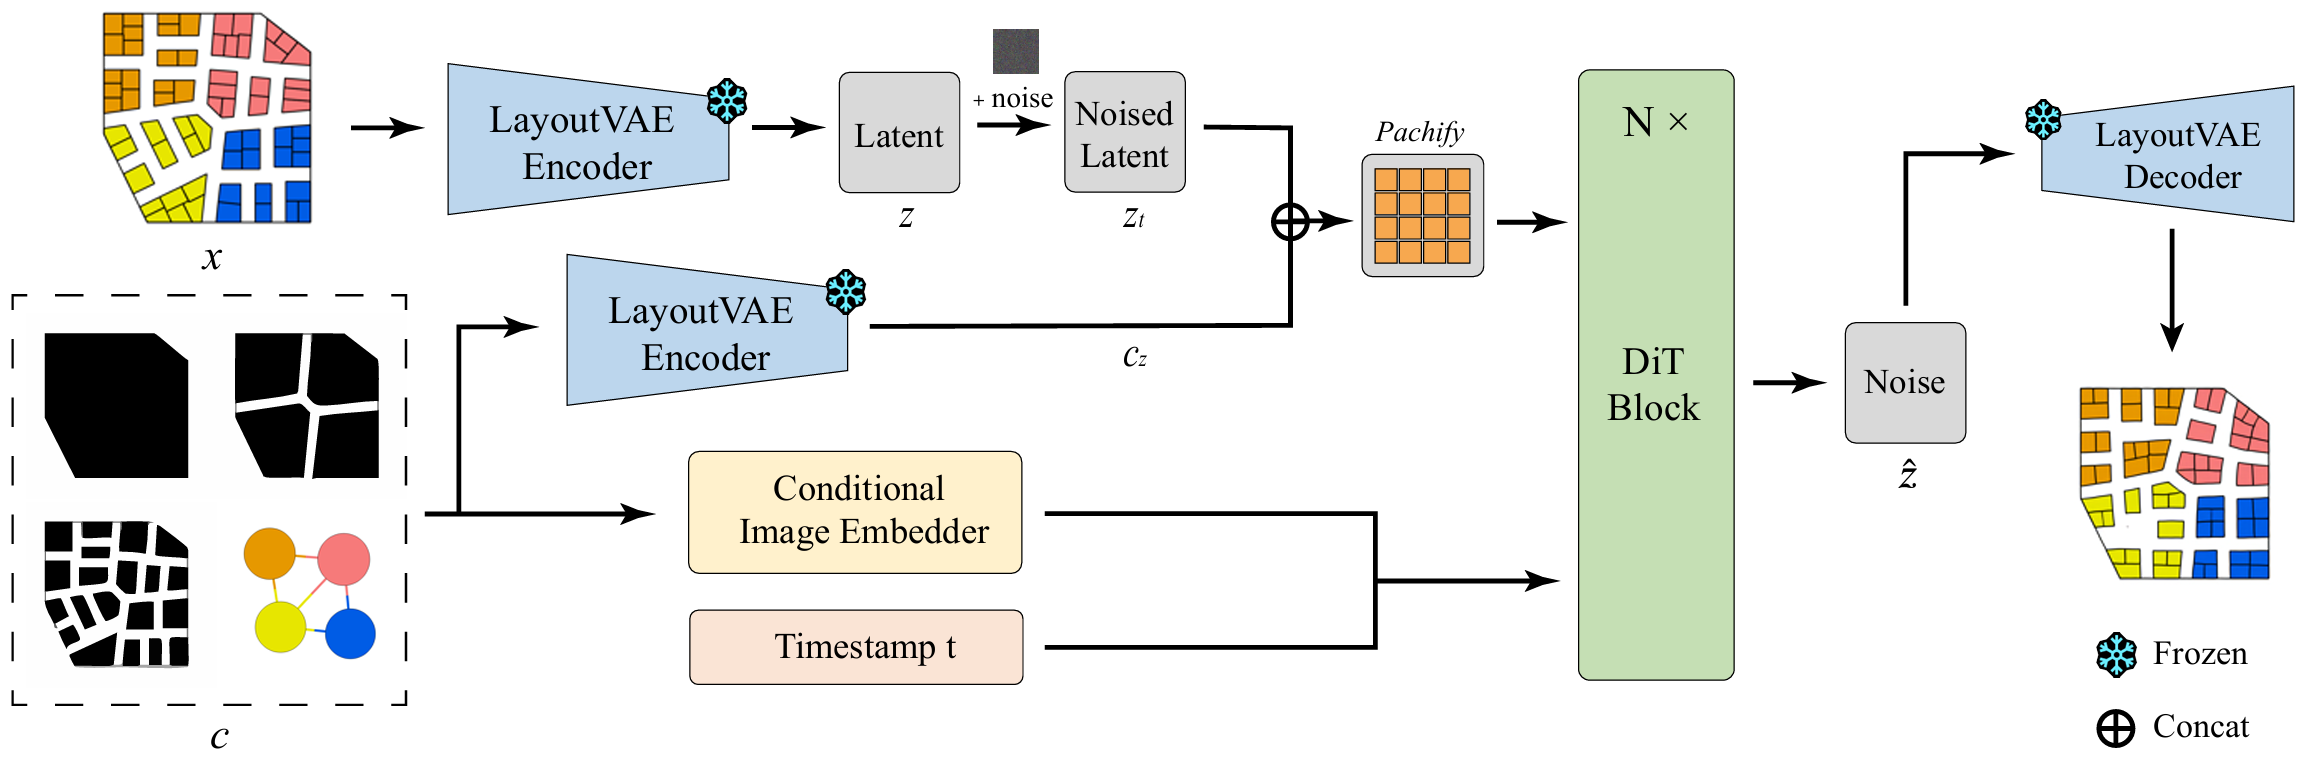 x
LayoutVAE
Encoder
Latent
z
+ noise
Noised
Latent
zt
Pachify
LayoutVAE
Encoder
cz
c
Conditional
Image Embedder
Timestamp t
N ×
DiT
Block
Noise
ẑ
LayoutVAE
Decoder
Frozen
Concat